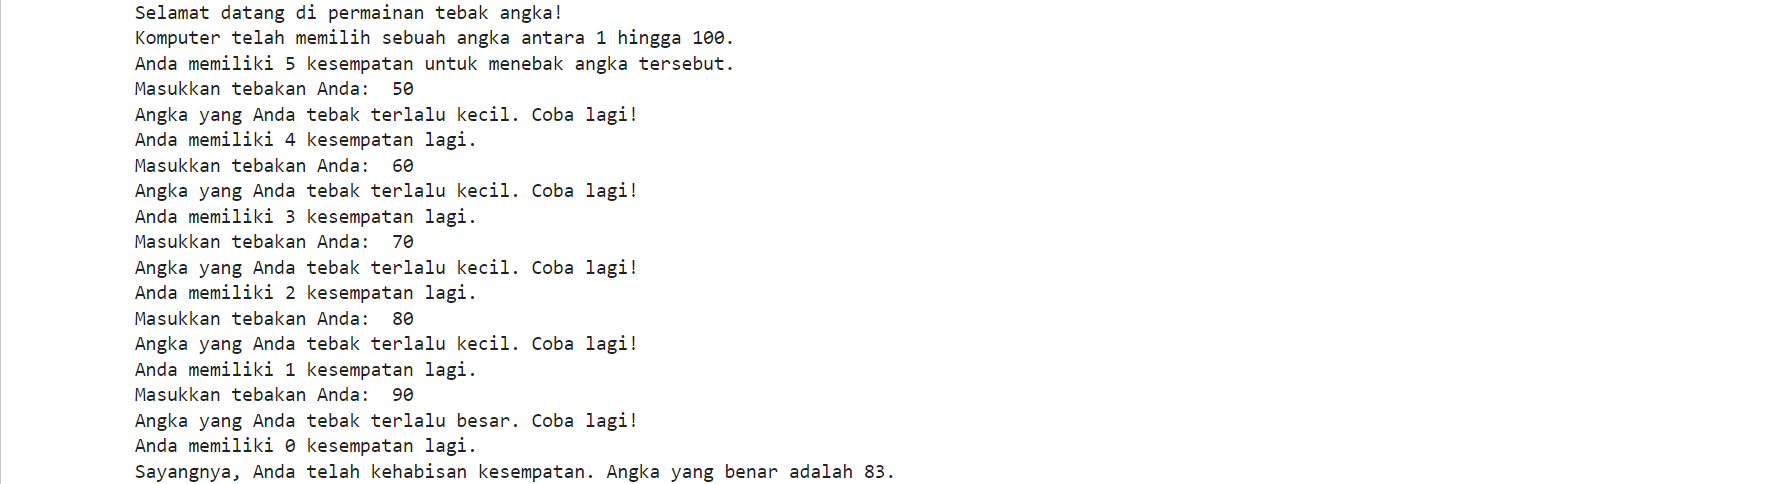 Selamat datang di permainan tebak angka!
Komputer telah memilih sebuah angka antara 1 hingga 100.
Anda memiliki 5 kesempatan untuk menebak angka tersebut.
Masukkan tebakan Anda:  50
Angka yang Anda tebak terlalu kecil. Coba lagi!
Anda memiliki 4 kesempatan lagi.
Masukkan tebakan Anda:  60
Angka yang Anda tebak terlalu kecil. Coba lagi!
Anda memiliki 3 kesempatan lagi.
Masukkan tebakan Anda:  70
Angka yang Anda tebak terlalu kecil. Coba lagi!
Anda memiliki 2 kesempatan lagi.
Masukkan tebakan Anda:  80
Angka yang Anda tebak terlalu kecil. Coba lagi!
Anda memiliki 1 kesempatan lagi.
Masukkan tebakan Anda:  90
Angka yang Anda tebak terlalu besar. Coba lagi!
Anda memiliki 0 kesempatan lagi.
Sayangnya, Anda telah kehabisan kesempatan. Angka yang benar adalah 83.